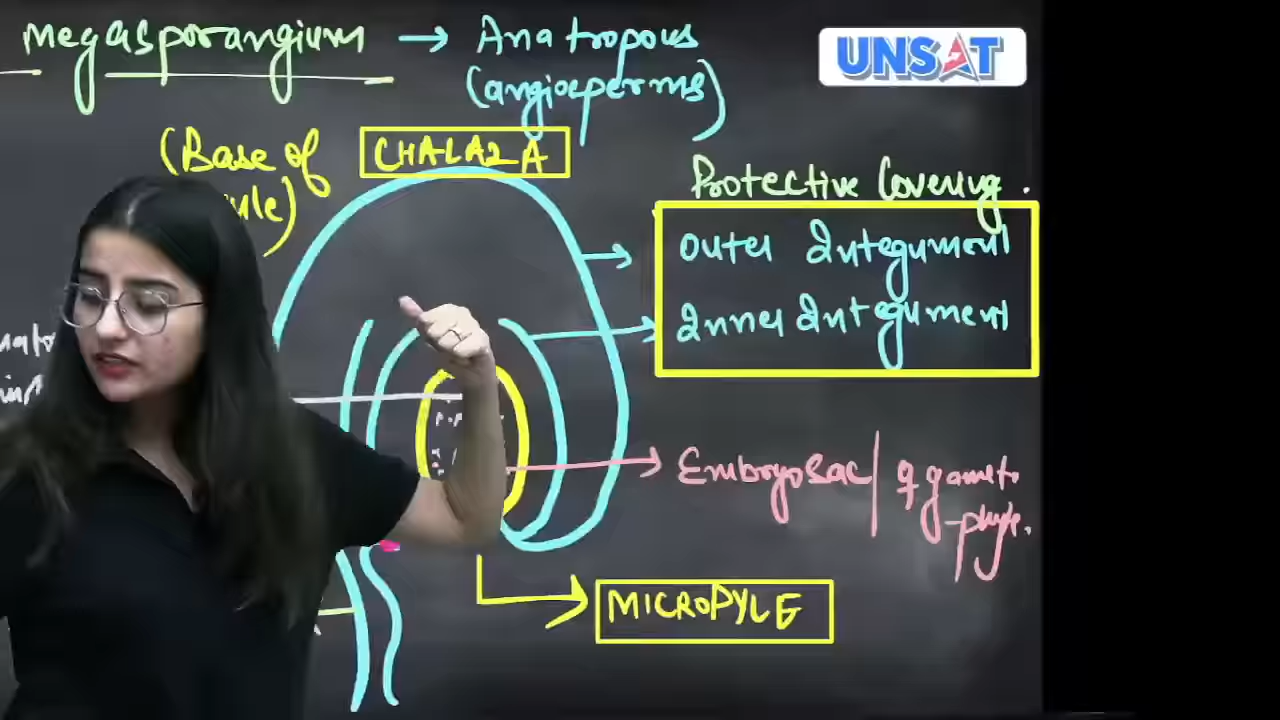 Megasporangium → Anatropous
(angiosperms)
UNSAT
(Base of
CHALAZA
Protective Covering.
Outer Integument
Inner Integument
Embryosac / ♀ gameto
-phyte.
MICROPYLE